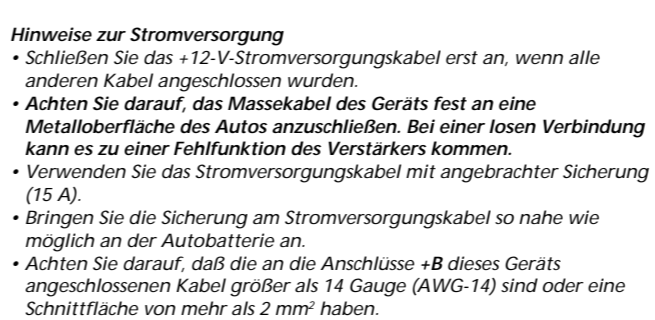 Hinweise zur Stromversorgung
• Schließen Sie das +12-V-Stromversorgungskabel erst an, wenn alle
anderen Kabel angeschlossen wurden.
• Achten Sie darauf, das Massekabel des Geräts fest an eine
Metalloberfläche des Autos anzuschließen. Bei einer losen Verbindung
kann es zu einer Fehlfunktion des Verstärkers kommen.
• Verwenden Sie das Stromversorgungskabel mit angebrachter Sicherung
(15 A).
• Bringen Sie die Sicherung am Stromversorgungskabel so nahe wie
möglich an der Autobatterie an.
• Achten Sie darauf, daß die an die Anschlüsse +B dieses Geräts
angeschlossenen Kabel größer als 14 Gauge (AWG-14) sind oder eine
Schnittfläche von mehr als 2 mm² haben.